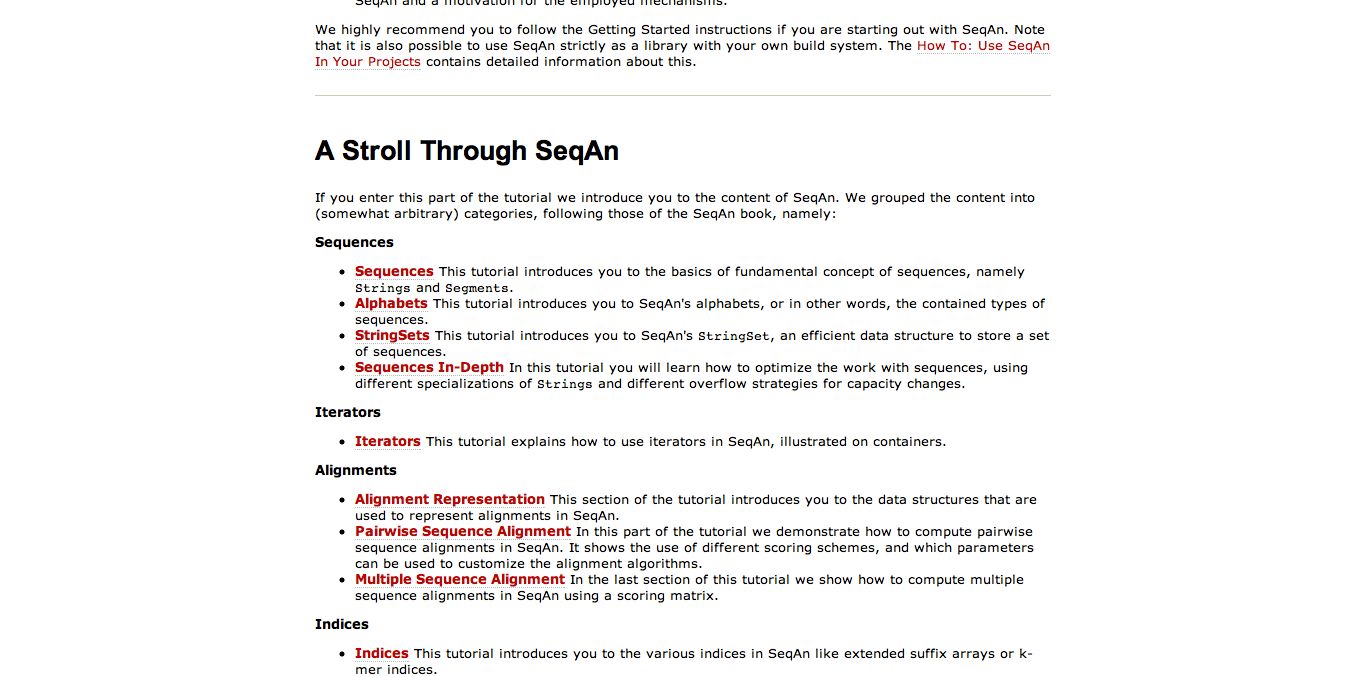 SeqAn and a motivation for the employed mechanisms.
We highly recommend you to follow the Getting Started instructions if you are starting out with SeqAn. Note
that it is also possible to use SeqAn strictly as a library with your own build system. The How To: Use SeqAn
In Your Projects contains detailed information about this.
A Stroll Through SeqAn
If you enter this part of the tutorial we introduce you to the content of SeqAn. We grouped the content into
(somewhat arbitrary) categories, following those of the SeqAn book, namely:
Sequences
• Sequences This tutorial introduces you to the basics of fundamental concept of sequences, namely
Strings and Segments.
• Alphabets This tutorial introduces you to SeqAn's alphabets, or in other words, the contained types of
sequences.
• StringSets This tutorial introduces you to SeqAn's StringSet, an efficient data structure to store a set
of sequences.
• Sequences In-Depth In this tutorial you will learn how to optimize the work with sequences, using
different specializations of Strings and different overflow strategies for capacity changes.
Iterators
• Iterators This tutorial explains how to use iterators in SeqAn, illustrated on containers.
Alignments
• Alignment Representation This section of the tutorial introduces you to the data structures that are
used to represent alignments in SeqAn.
• Pairwise Sequence Alignment In this part of the tutorial we demonstrate how to compute pairwise
sequence alignments in SeqAn. It shows the use of different scoring schemes, and which parameters
can be used to customize the alignment algorithms.
• Multiple Sequence Alignment In the last section of this tutorial we show how to compute multiple
sequence alignments in SeqAn using a scoring matrix.
Indices
• Indices This tutorial introduces you to the various indices in SeqAn like extended suffix arrays or k-
mer indices.